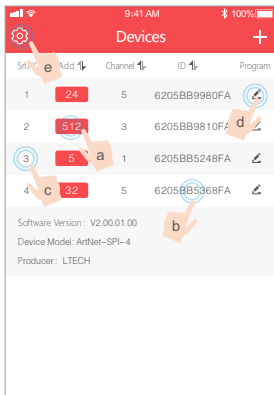 9:41 AM 100%
Devices +
Srl. Add Channel ID Program
1 24 5 6205BB9980FA
2 512 3 6205BB9810FA
3 5 1 6205BB5248FA
4 32 5 6205BB5368FA
Software Version: V2.00.01.00
Device Model: ArtNet-SPI-4
Producer: LTECH
e
d
a
c
b